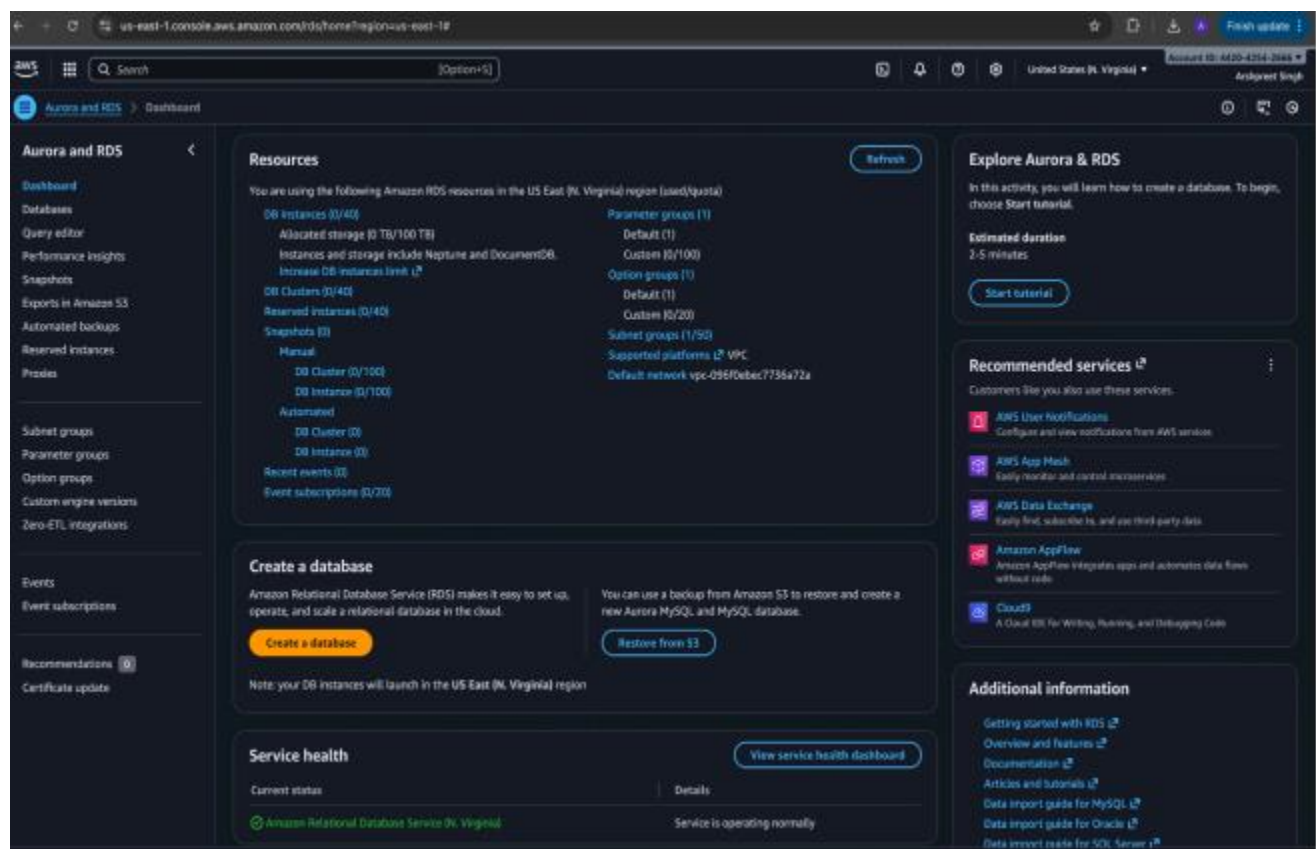 us-east-1.console.aws.amazon.com/rds/home?region=us-east-1#
Finish update
aws
Search
[Option+S]
United States (N. Virginia)
Account ID:
Arshpreet Singh
Aurora and RDS > Dashboard
Aurora and RDS
Dashboard
Databases
Query editor
Performance insights
Snapshots
Exports in Amazon S3
Automated backups
Reserved instances
Proxies
Subnet groups
Parameter groups
Option groups
Custom engine versions
Zero-ETL integrations
Events
Event subscriptions
Recommendations 0
Certificate update
Resources
Refresh
You are using the following Amazon RDS resources in the US East (N. Virginia) region (used/quota)
DB Instances (0/40)
Allocated storage (0 TB/100 TB)
Instances and storage include Neptune and DocumentDB.
Increase DB instances limit
DB Clusters (0/40)
Reserved instances (0/40)
Snapshots (0)
Manual
DB Cluster (0/100)
DB Instance (0/100)
Automated
DB Cluster (0)
DB Instance (0)
Recent events (0)
Event subscriptions (0/20)
Parameter groups (1)
Default (1)
Custom (0/100)
Option groups (1)
Default (1)
Custom (0/20)
Subnet groups (1/50)
Supported platforms VPC
Default network vpc-096f0ebec7736a72a
Create a database
Amazon Relational Database Service (RDS) makes it easy to set up,
operate, and scale a relational database in the cloud.
Create a database
You can use a backup from Amazon S3 to restore and create a
new Aurora MySQL and MySQL database.
Restore from S3
Note: your DB instances will launch in the US East (N. Virginia) region
Service health
View service health dashboard
Current status
Details
Amazon Relational Database Service (N. Virginia)
Service is operating normally
Explore Aurora & RDS
In this activity, you will learn how to create a database. To begin,
choose Start tutorial.
Estimated duration
2-5 minutes
Start tutorial
Recommended services
Customers like you also use these services.
AWS User Notifications
Configure and view notifications from AWS services
AWS App Mesh
Easily monitor and control microservices
AWS Data Exchange
Easily find, subscribe to, and use third-party data
Amazon AppFlow
Amazon AppFlow integrates apps and automates data flows
without code
Cloud9
A Cloud IDE for Writing, Running, and Debugging Code
Additional information
Getting started with RDS
Overview and features
Documentation
Articles and tutorials
Data import guide for MySQL
Data import guide for Oracle
Data import guide for SQL Server